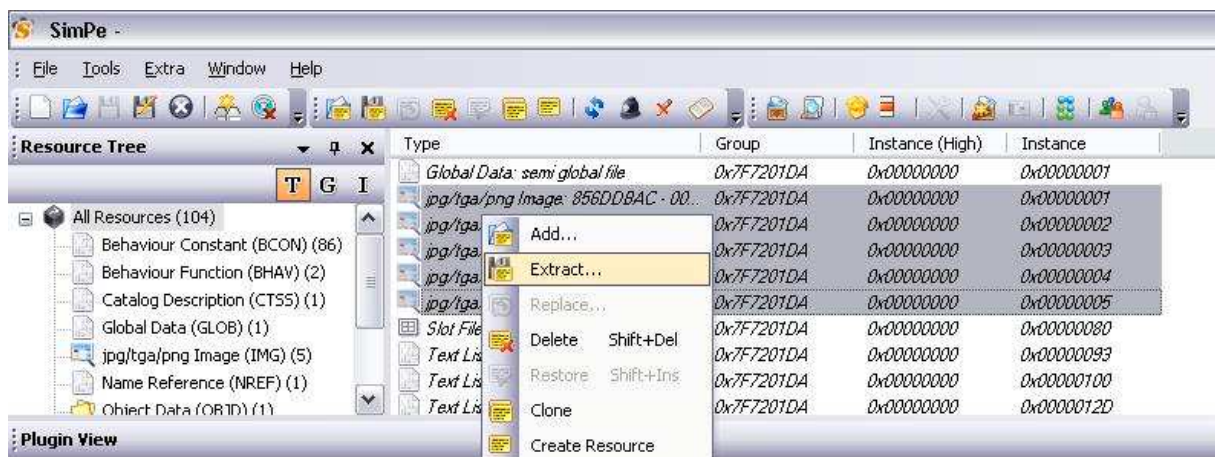 SimPe -
File Tools Extra Window Help
Resource Tree
T G I
All Resources (104)
Behaviour Constant (BCON) (86)
Behaviour Function (BHAV) (2)
Catalog Description (CTSS) (1)
Global Data (GLOB) (1)
jpg/tga/png Image (IMG) (5)
Name Reference (NREF) (1)
Object Data (OBJD) (1)
Plugin View
Type Group Instance (High) Instance
Global Data: semi global file 0x7F7201DA 0x00000000 0x00000001
jpg/tga/png Image: 856DDBAC - 00... 0x7F7201DA 0x00000000 0x00000001
jpg/tga 0x7F7201DA 0x00000000 0x00000002
jpg/tga 0x7F7201DA 0x00000000 0x00000003
jpg/tga 0x7F7201DA 0x00000000 0x00000004
jpg/tga 0x7F7201DA 0x00000000 0x00000005
Slot File 0x7F7201DA 0x00000000 0x00000080
Text Lis 0x7F7201DA 0x00000000 0x00000093
Text Lis 0x7F7201DA 0x00000000 0x00000100
Text Lis 0x7F7201DA 0x00000000 0x0000012D
Add...
Extract...
Replace...
Delete Shift+Del
Restore Shift+Ins
Clone
Create Resource